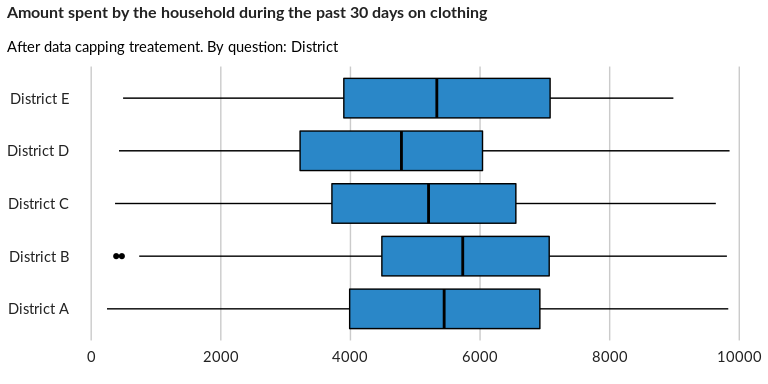 Amount spent by the household during the past 30 days on clothing
After data capping treatement. By question: District
District E
District D
District C
District B
District A
0 2000 4000 6000 8000 10000